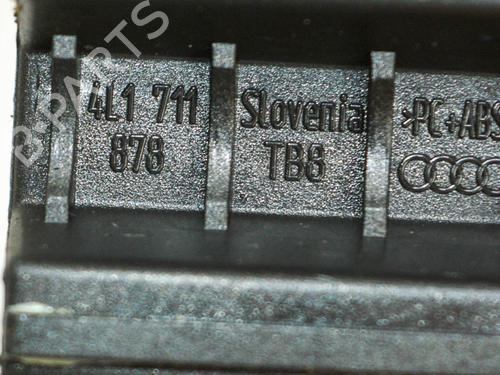 4L1 711
878
Slovenia
TB8
>PC+ABS
B-PARTS